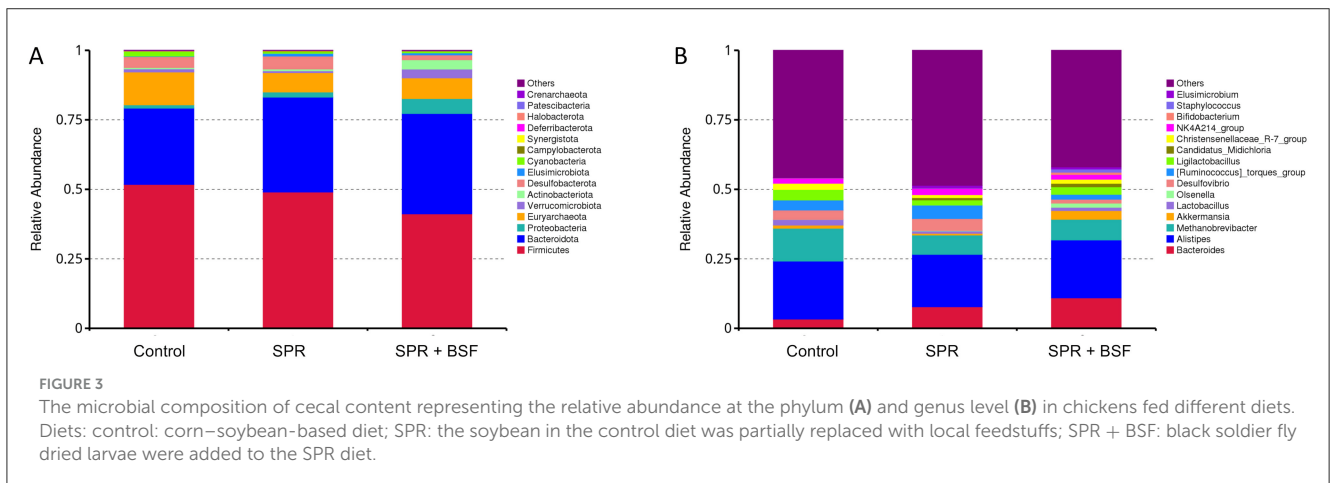 A
Relative Abundance
1
0.75
0.5
0.25
0
Control
SPR
SPR + BSF
Others
Crenarchaeota
Patescibacteria
Halobacterota
Deferribacterota
Synergistota
Campylobacterota
Cyanobacteria
Elusimicrobiota
Desulfobacterota
Actinobacteriota
Verrucomicrobiota
Euryarchaeota
Proteobacteria
Bacteroidota
Firmicutes
B
Relative Abundance
1
0.75
0.5
0.25
0
Control
SPR
SPR + BSF
Others
Elusimicrobium
Staphylococcus
Bifidobacterium
NK4A214_group
Christensenellaceae_R-7_group
Candidatus_Midichloria
Ligilactobacillus
[Ruminococcus]_torques_group
Desulfovibrio
Olsenella
Lactobacillus
Akkermansia
Methanobrevibacter
Alistipes
Bacteroides
FIGURE 3
The microbial composition of cecal content representing the relative abundance at the phylum (A) and genus level (B) in chickens fed different diets.
Diets: control: corn–soybean-based diet; SPR: the soybean in the control diet was partially replaced with local feedstuffs; SPR + BSF: black soldier fly
dried larvae were added to the SPR diet.